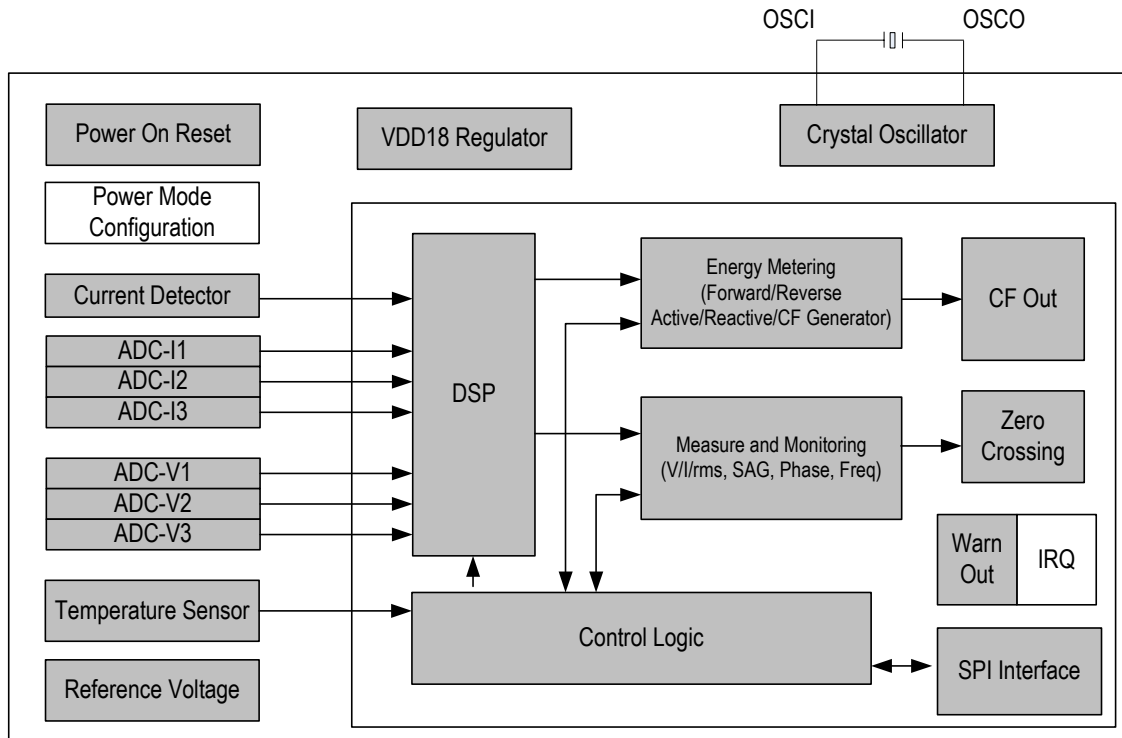 OSCI
OSCO
Power On Reset
VDD18 Regulator
Crystal Oscillator
Power Mode
Configuration
Current Detector
ADC-I1
ADC-I2
ADC-I3
ADC-V1
ADC-V2
ADC-V3
Temperature Sensor
Reference Voltage
DSP
Energy Metering
(Forward/Reverse
Active/Reactive/CF Generator)
CF Out
Measure and Monitoring
(V/I/rms, SAG, Phase, Freq)
Zero
Crossing
Warn
Out
IRQ
Control Logic
SPI Interface